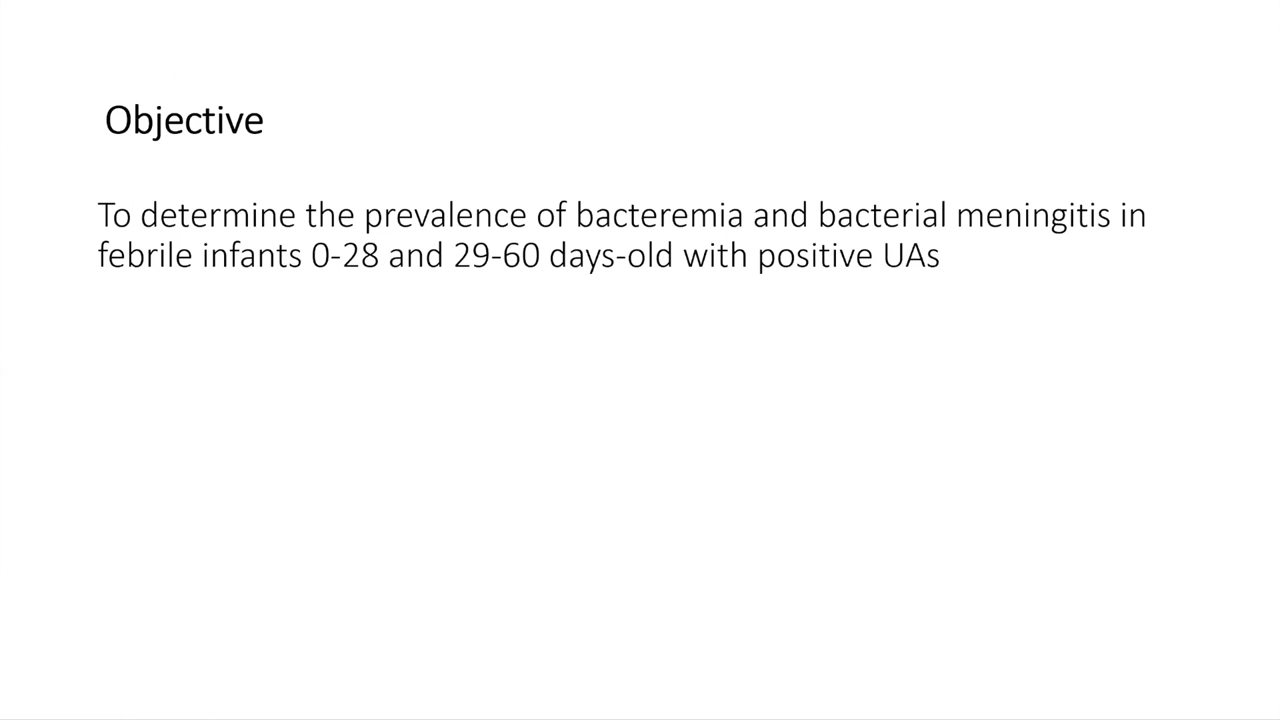 Objective
To determine the prevalence of bacteremia and bacterial meningitis in
febrile infants 0-28 and 29-60 days-old with positive UAs